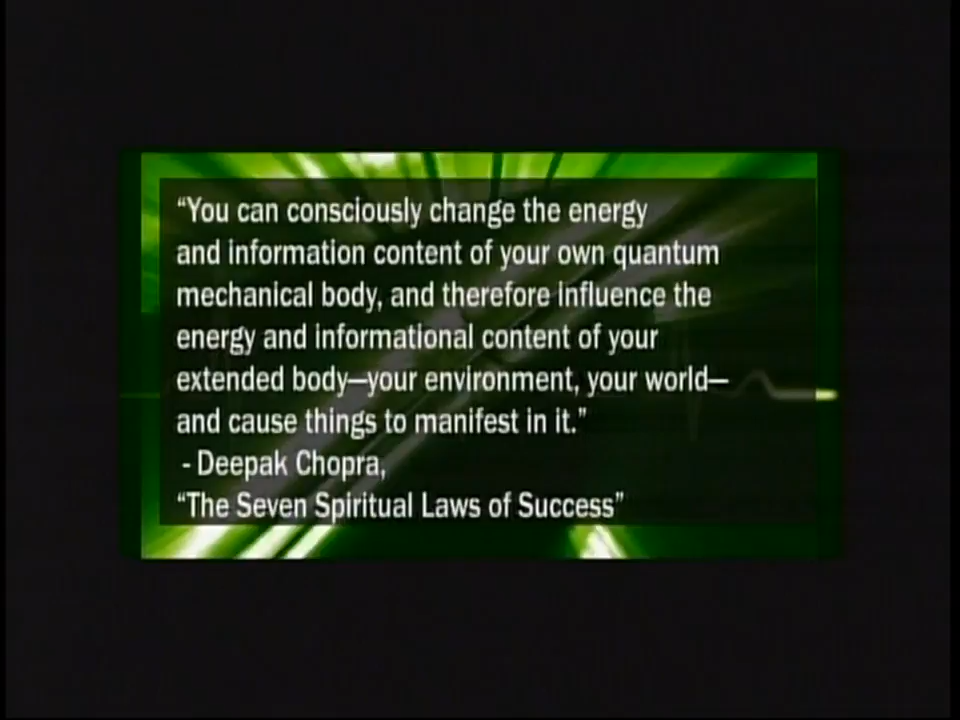 “You can consciously change the energy
and information content of your own quantum
mechanical body, and therefore influence the
energy and informational content of your
extended body—your environment, your world—
and cause things to manifest in it.”
- Deepak Chopra,
“The Seven Spiritual Laws of Success”